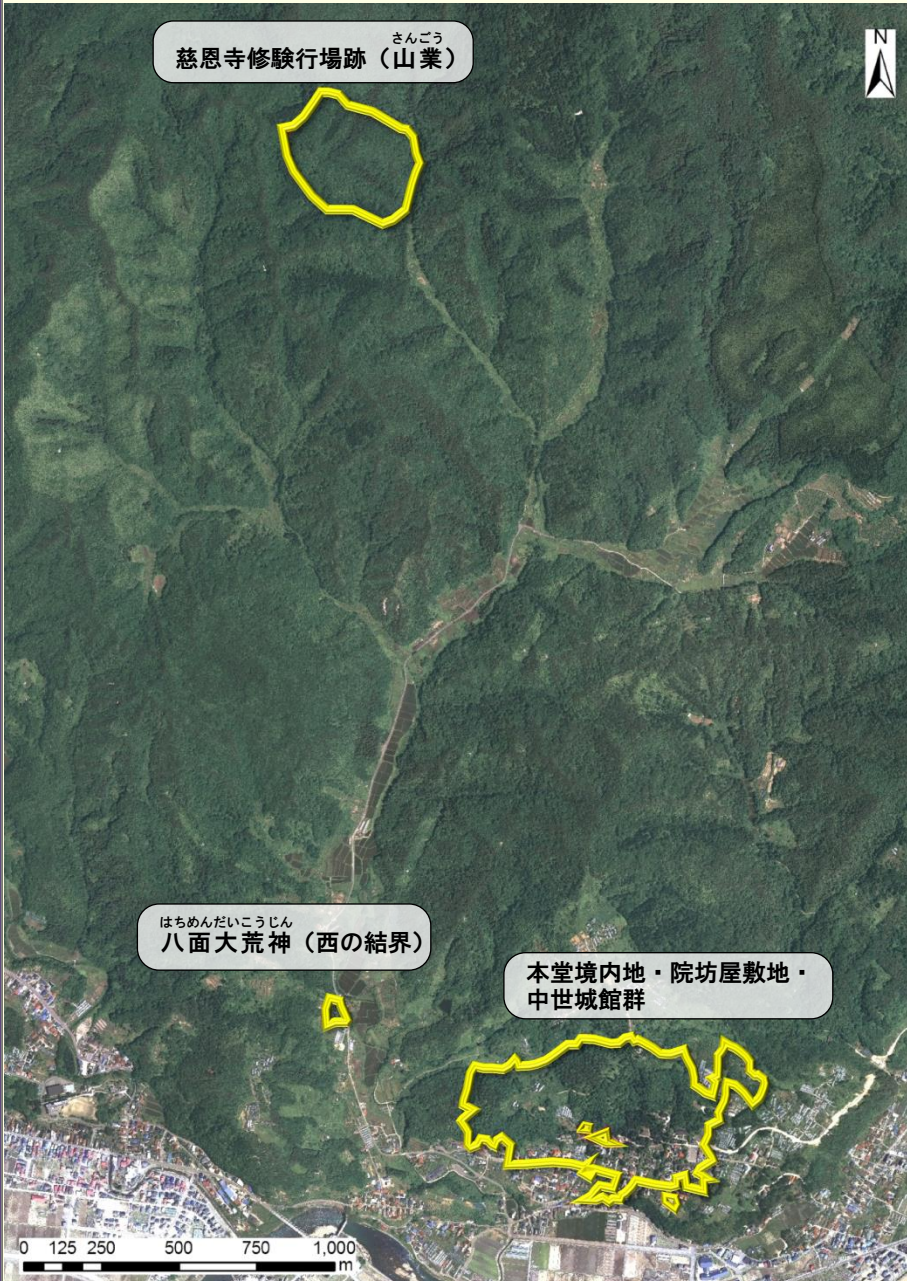 さんごう
慈恩寺修験行場跡（山業）
N
はちめんだいこうじん
八面大荒神（西の結界）
本堂境内地・院坊屋敷地・
中世城館群
0 125 250 500 750 1,000
m